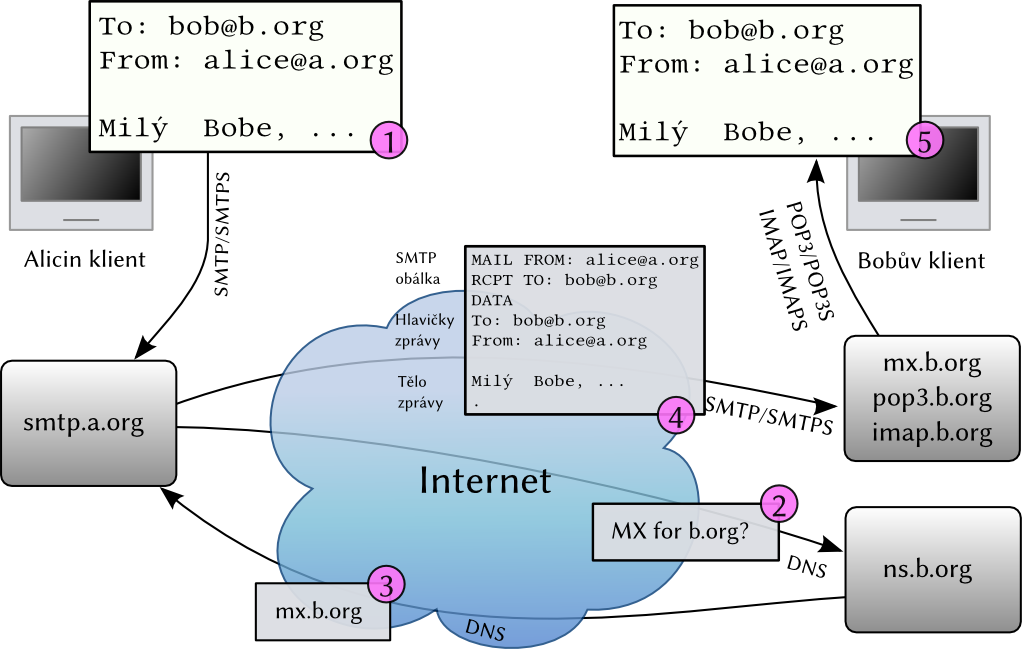 To: bob@b.org
From: alice@a.org
Milý  Bobe, ...
1
Alicin klient
SMTP/SMTPS
To: bob@b.org
From: alice@a.org
Milý  Bobe, ...
5
Bobův klient
POP3/POP3S
IMAP/IMAPS
SMTP
obálka
Hlavičky
zprávy
Tělo
zprávy
MAIL FROM: alice@a.org
RCPT TO: bob@b.org
DATA
To: bob@b.org
From: alice@a.org
Milý  Bobe, ...
.
4
SMTP/SMTPS
smtp.a.org
mx.b.org
pop3.b.org
imap.b.org
Internet
MX for b.org?
2
DNS
ns.b.org
mx.b.org
3
DNS